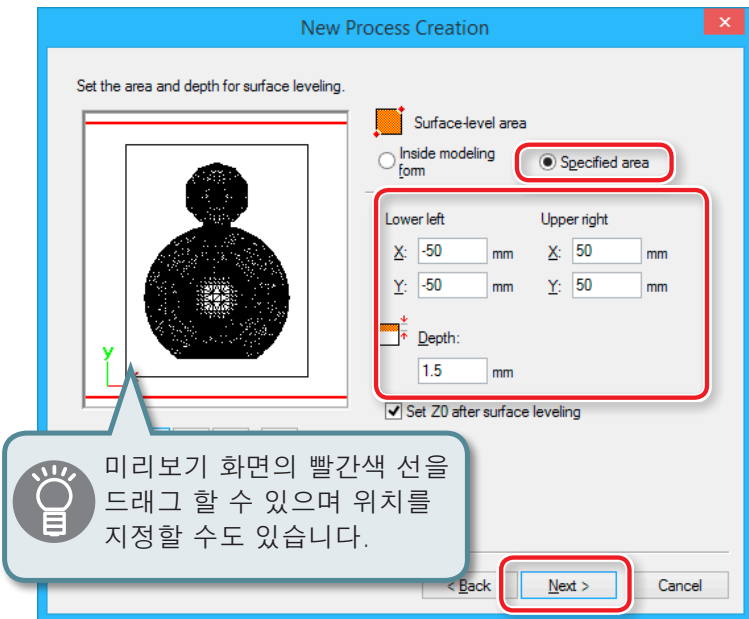 New Process Creation
Set the area and depth for surface leveling.
Surface-level area
Inside modeling
form
Specified area
Lower left
Upper right
X: -50 mm
X: 50 mm
Y: -50 mm
Y: 50 mm
Depth:
1.5 mm
Set Z0 after surface leveling
y
미리보기 화면의 빨간색 선을
드래그 할 수 있으며 위치를
지정할 수도 있습니다.
< Back
Next >
Cancel